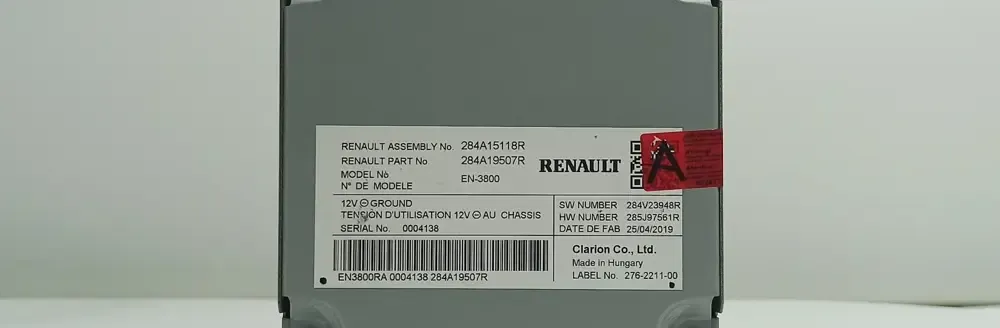 RENAULT ASSEMBLY No. 284A15118R
RENAULT PART No 284A19507R
MODEL No
N° DE MODELE
EN-3800
RENAULT
A
12V ⊖ GROUND
TENSION D'UTILISATION 12V ⊖ AU CHASSIS
SERIAL No. 0004138
SW NUMBER 284V23948R
HW NUMBER 285J97561R
DATE DE FAB 25/04/2019
EN3800RA 0004138 284A19507R
Clarion Co., Ltd.
Made in Hungary
LABEL No. 276-2211-00